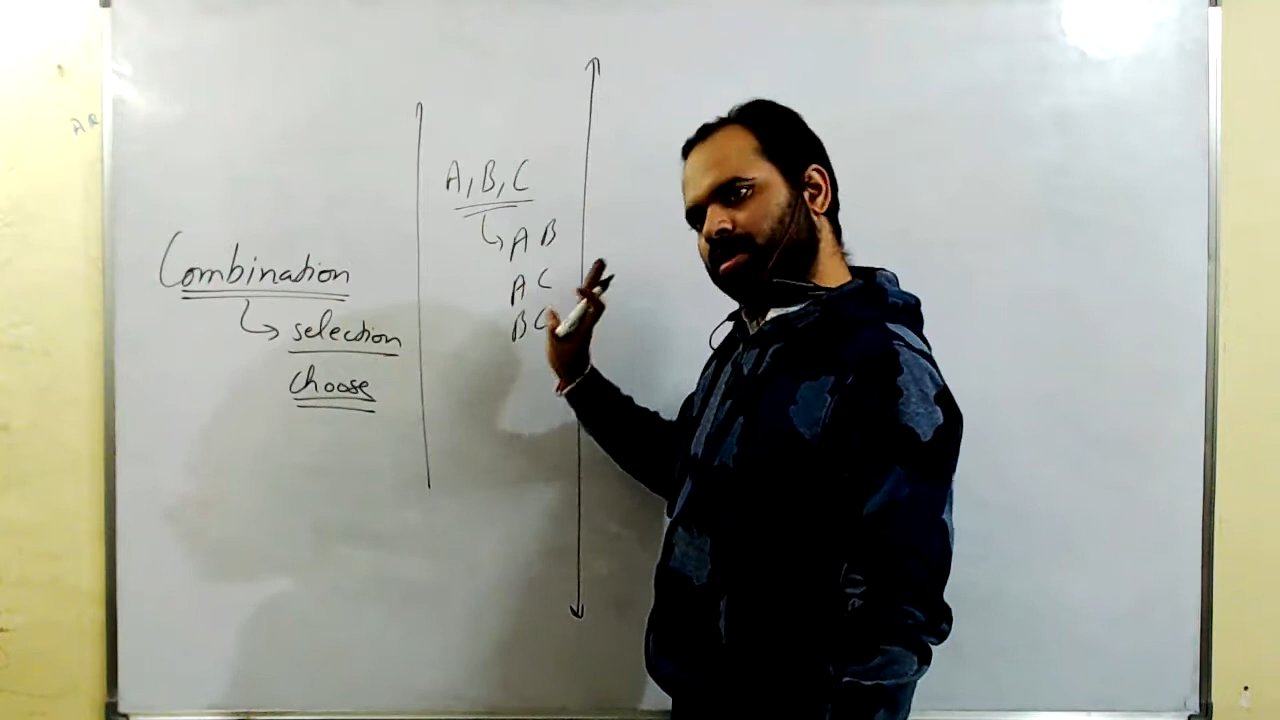 Combination
selection
choose
A, B, C
A B
A C
B C